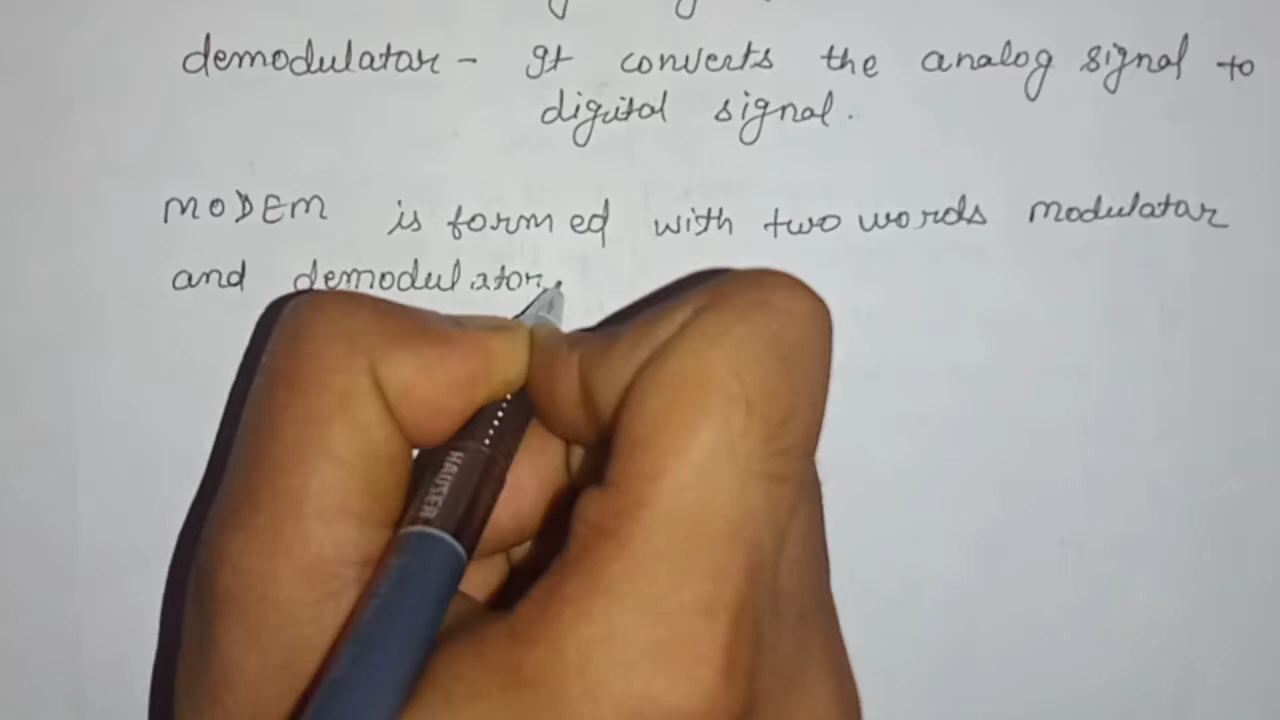 demodulatar - It converts the analog signal to
digital signal.
MODEM is formed with two words modulatar
and demodulator.
HAUSER